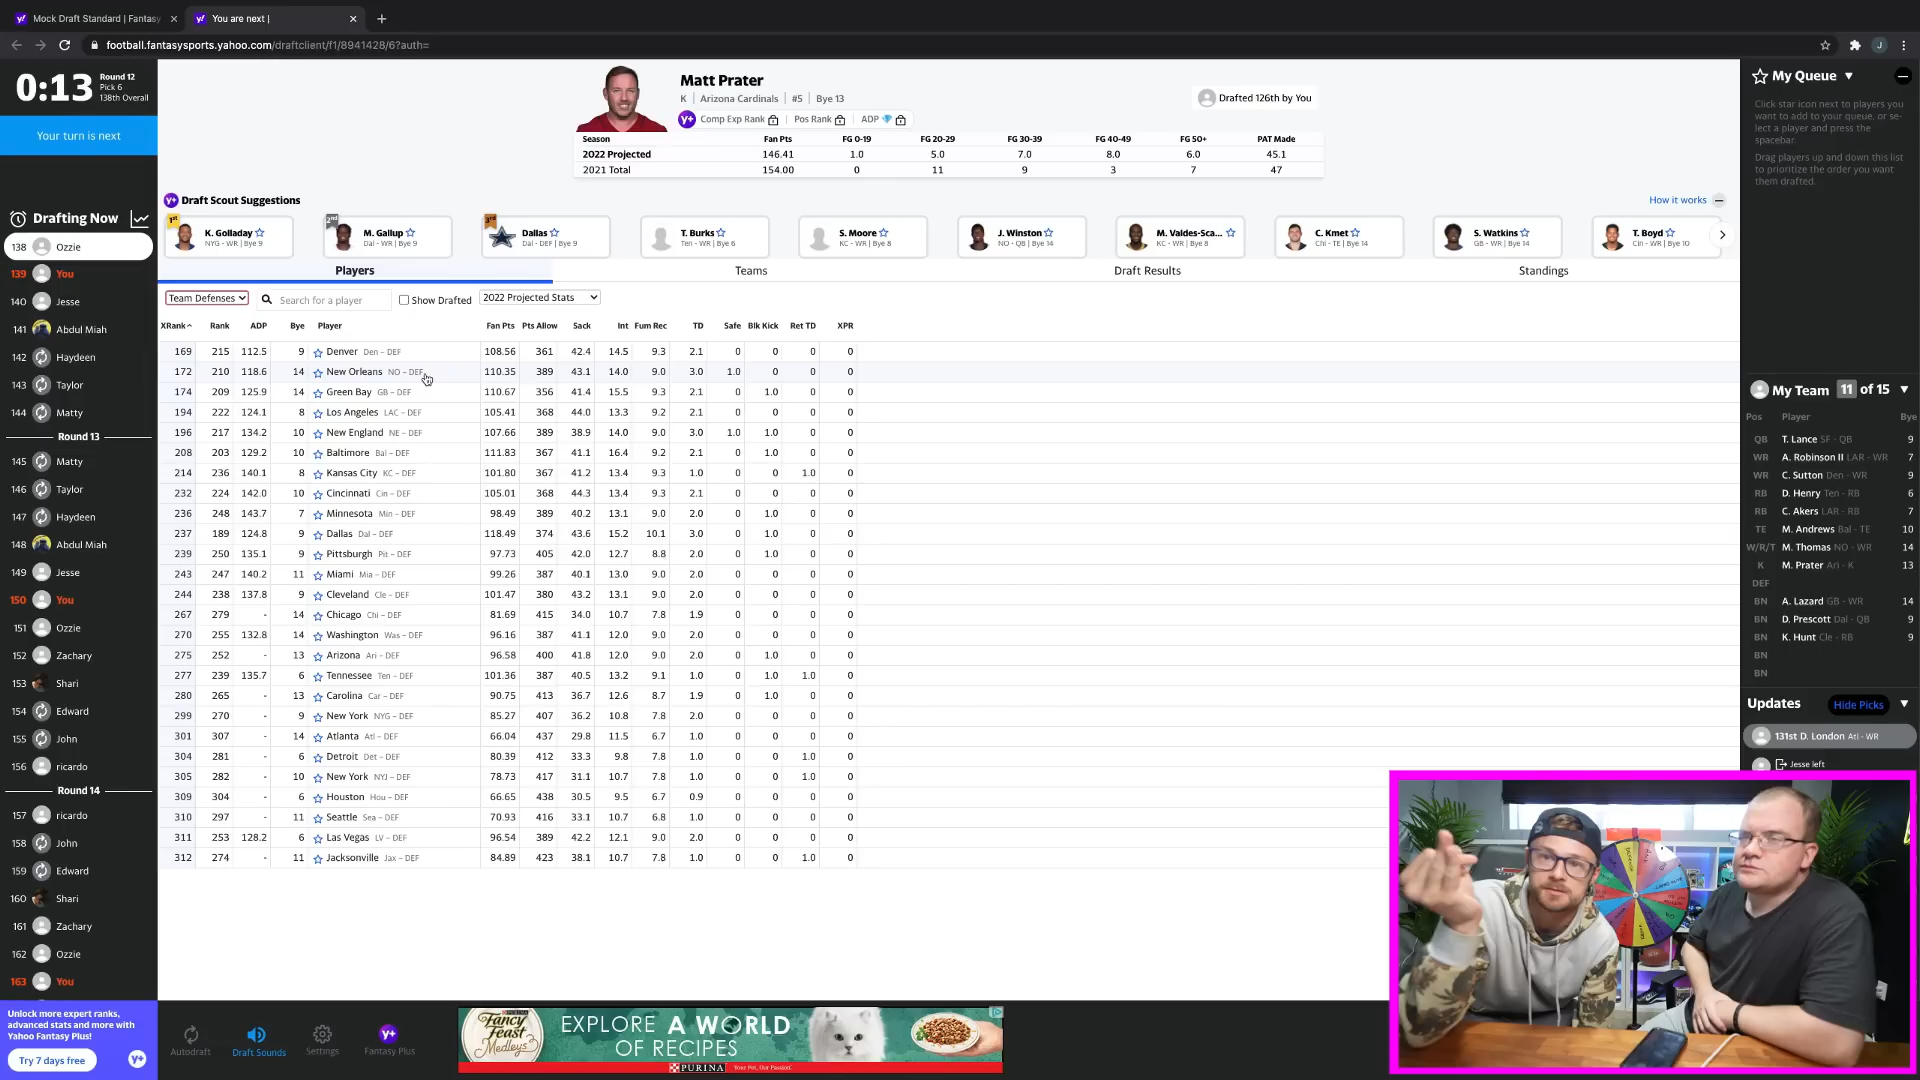 Mock Draft Standard | Fantasy
You are next |
football.fantasysports.yahoo.com/draftclient/f1/8941428/6?auth=
J
0:13
Round 12
Pick 6
138th Overall
Your turn is next
Drafting Now
138 Ozzie
139 You
140 Jesse
141 Abdul Miah
142 Haydeen
143 Taylor
144 Matty
Round 13
145 Matty
146 Taylor
147 Haydeen
148 Abdul Miah
149 Jesse
150 You
151 Ozzie
152 Zachary
153 Shari
154 Edward
155 John
156 ricardo
Round 14
157 ricardo
158 John
159 Edward
160 Shari
161 Zachary
162 Ozzie
163 You
Unlock more expert ranks,
advanced stats and more with
Yahoo Fantasy Plus!
Try 7 days free
y+
Matt Prater
K | Arizona Cardinals | #5 | Bye 13
y+ Comp Exp Rank | Pos Rank | ADP
Drafted 126th by You
Season Fan Pts FG 0-19 FG 20-29 FG 30-39 FG 40-49 FG 50+ PAT Made
2022 Projected 146.41 1.0 5.0 7.0 8.0 6.0 45.1
2021 Total 154.00 0 11 9 3 7 47
y+ Draft Scout Suggestions
How it works
1st K. Golladay
NYG - WR | Bye 9
2nd M. Gallup
Dal - WR | Bye 9
3rd Dallas
Dal - DEF | Bye 9
T. Burks
Ten - WR | Bye 6
S. Moore
KC - WR | Bye 8
J. Winston
NO - QB | Bye 14
M. Valdes-Sca...
KC - WR | Bye 8
C. Kmet
Chi - TE | Bye 14
S. Watkins
GB - WR | Bye 14
T. Boyd
Cin - WR | Bye 10
Players Teams Draft Results Standings
Team Defenses Search for a player Show Drafted 2022 Projected Stats
XRank Rank ADP Bye Player Fan Pts Pts Allow Sack Int Fum Rec TD Safe Blk Kick Ret TD XPR
169 215 112.5 9 Denver Den – DEF 108.56 361 42.4 14.5 9.3 2.1 0 0 0 0
172 210 118.6 14 New Orleans NO – DEF 110.35 389 43.1 14.0 9.0 3.0 1.0 0 0 0
174 209 125.9 14 Green Bay GB – DEF 110.67 356 41.4 15.5 9.3 2.1 0 1.0 0 0
194 222 124.1 8 Los Angeles LAC – DEF 105.41 368 44.0 13.3 9.2 2.1 0 0 0 0
196 217 134.2 10 New England NE – DEF 107.66 389 38.9 14.0 9.0 3.0 1.0 1.0 0 0
208 203 129.2 10 Baltimore Bal – DEF 111.83 367 41.1 16.4 9.2 2.1 0 1.0 0 0
214 236 140.1 8 Kansas City KC – DEF 101.80 367 41.2 13.4 9.3 1.0 0 0 1.0 0
232 224 142.0 10 Cincinnati Cin – DEF 105.01 368 44.3 13.4 9.3 2.1 0 0 0 0
236 248 143.7 7 Minnesota Min – DEF 98.49 389 40.2 13.1 9.0 2.0 0 1.0 0 0
237 189 124.8 9 Dallas Dal – DEF 118.49 374 43.6 15.2 10.1 3.0 0 1.0 0 0
239 250 135.1 9 Pittsburgh Pit – DEF 97.73 405 42.0 12.7 8.8 2.0 0 1.0 0 0
243 247 140.2 11 Miami Mia – DEF 99.26 387 40.1 13.0 9.0 2.0 0 0 0 0
244 238 137.8 9 Cleveland Cle – DEF 101.47 380 43.2 13.1 9.0 2.0 0 0 0 0
267 279 - 14 Chicago Chi – DEF 81.69 415 34.0 10.7 7.8 1.9 0 0 0 0
270 255 132.8 14 Washington Was – DEF 96.16 387 41.1 12.0 9.0 2.0 0 0 0 0
275 252 - 13 Arizona Ari – DEF 96.58 400 41.8 12.0 9.0 2.0 0 1.0 0 0
277 239 135.7 6 Tennessee Ten – DEF 101.36 387 40.5 13.2 9.1 1.0 0 1.0 1.0 0
280 265 - 13 Carolina Car – DEF 90.75 413 36.7 12.6 8.7 1.9 0 1.0 0 0
299 270 - 9 New York NYG – DEF 85.27 407 36.2 10.8 7.8 2.0 0 0 0 0
301 307 - 14 Atlanta Atl – DEF 66.04 437 29.8 11.5 6.7 1.0 0 0 0 0
304 281 - 6 Detroit Det – DEF 80.39 412 33.3 9.8 7.8 1.0 0 0 1.0 0
305 282 - 10 New York NYJ – DEF 78.73 417 31.1 10.7 7.8 1.0 0 0 1.0 0
309 304 - 6 Houston Hou – DEF 66.65 438 30.5 9.5 6.7 0.9 0 0 0 0
310 297 - 11 Seattle Sea – DEF 70.93 416 33.1 10.7 6.8 1.0 0 0 0 0
311 253 128.2 6 Las Vegas LV – DEF 96.54 389 42.2 12.1 9.0 2.0 0 0 0 0
312 274 - 11 Jacksonville Jax – DEF 84.89 423 38.1 10.7 7.8 1.0 0 0 1.0 0
Autodraft Draft Sounds Settings Fantasy Plus
PURINA
Fancy
Feast
Medleys
EXPLORE A WORLD
OF RECIPES
PURINA Your Pet, Our Passion.
My Queue
Click star icon next to players you
want to add to your queue, or se-
lect a player and press the
spacebar.
Drag players up and down this list
to prioritize the order you want
them drafted.
My Team 11 of 15
Pos Player Bye
QB T. Lance SF - QB 9
WR A. Robinson II LAR - WR 7
WR C. Sutton Den - WR 9
RB D. Henry Ten - RB 6
RB C. Akers LAR - RB 7
TE M. Andrews Bal - TE 10
W/R/T M. Thomas NO - WR 14
K M. Prater Ari - K 13
DEF
BN A. Lazard GB - WR 14
BN D. Prescott Dal - QB 9
BN K. Hunt Cle - RB 9
BN
BN
Updates Hide Picks
131st D. London Atl - WR
Jesse left